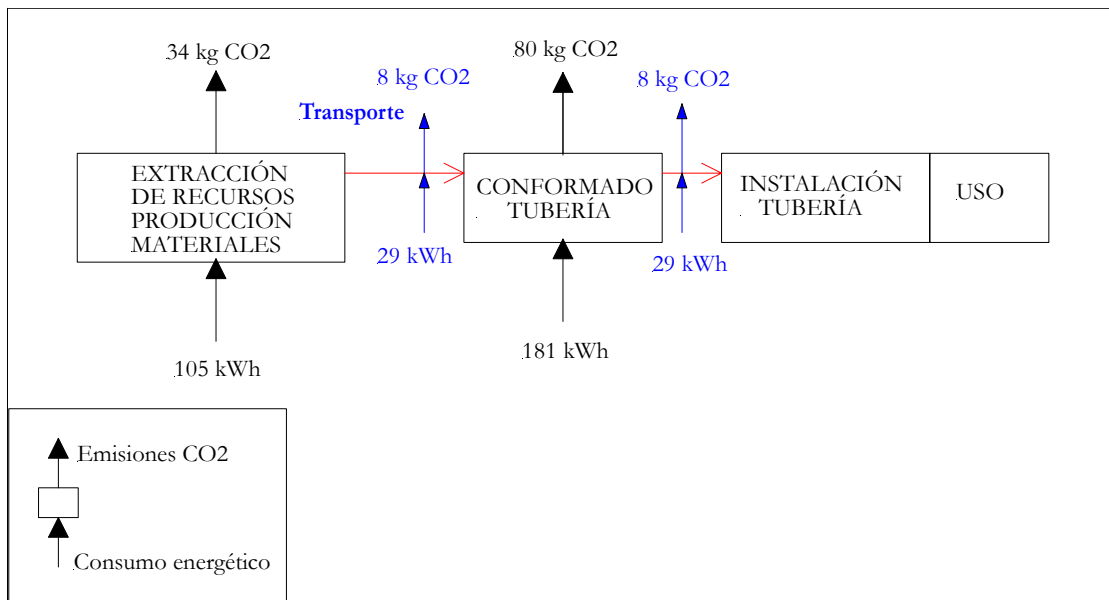 34 kg CO2
80 kg CO2
8 kg CO2
8 kg CO2
Transporte
EXTRACCIÓN
DE RECURSOS
PRODUCCIÓN
MATERIALES
CONFORMADO
TUBERÍA
INSTALACIÓN
TUBERÍA
USO
29 kWh
29 kWh
105 kWh
181 kWh
Emisiones CO2
Consumo energético